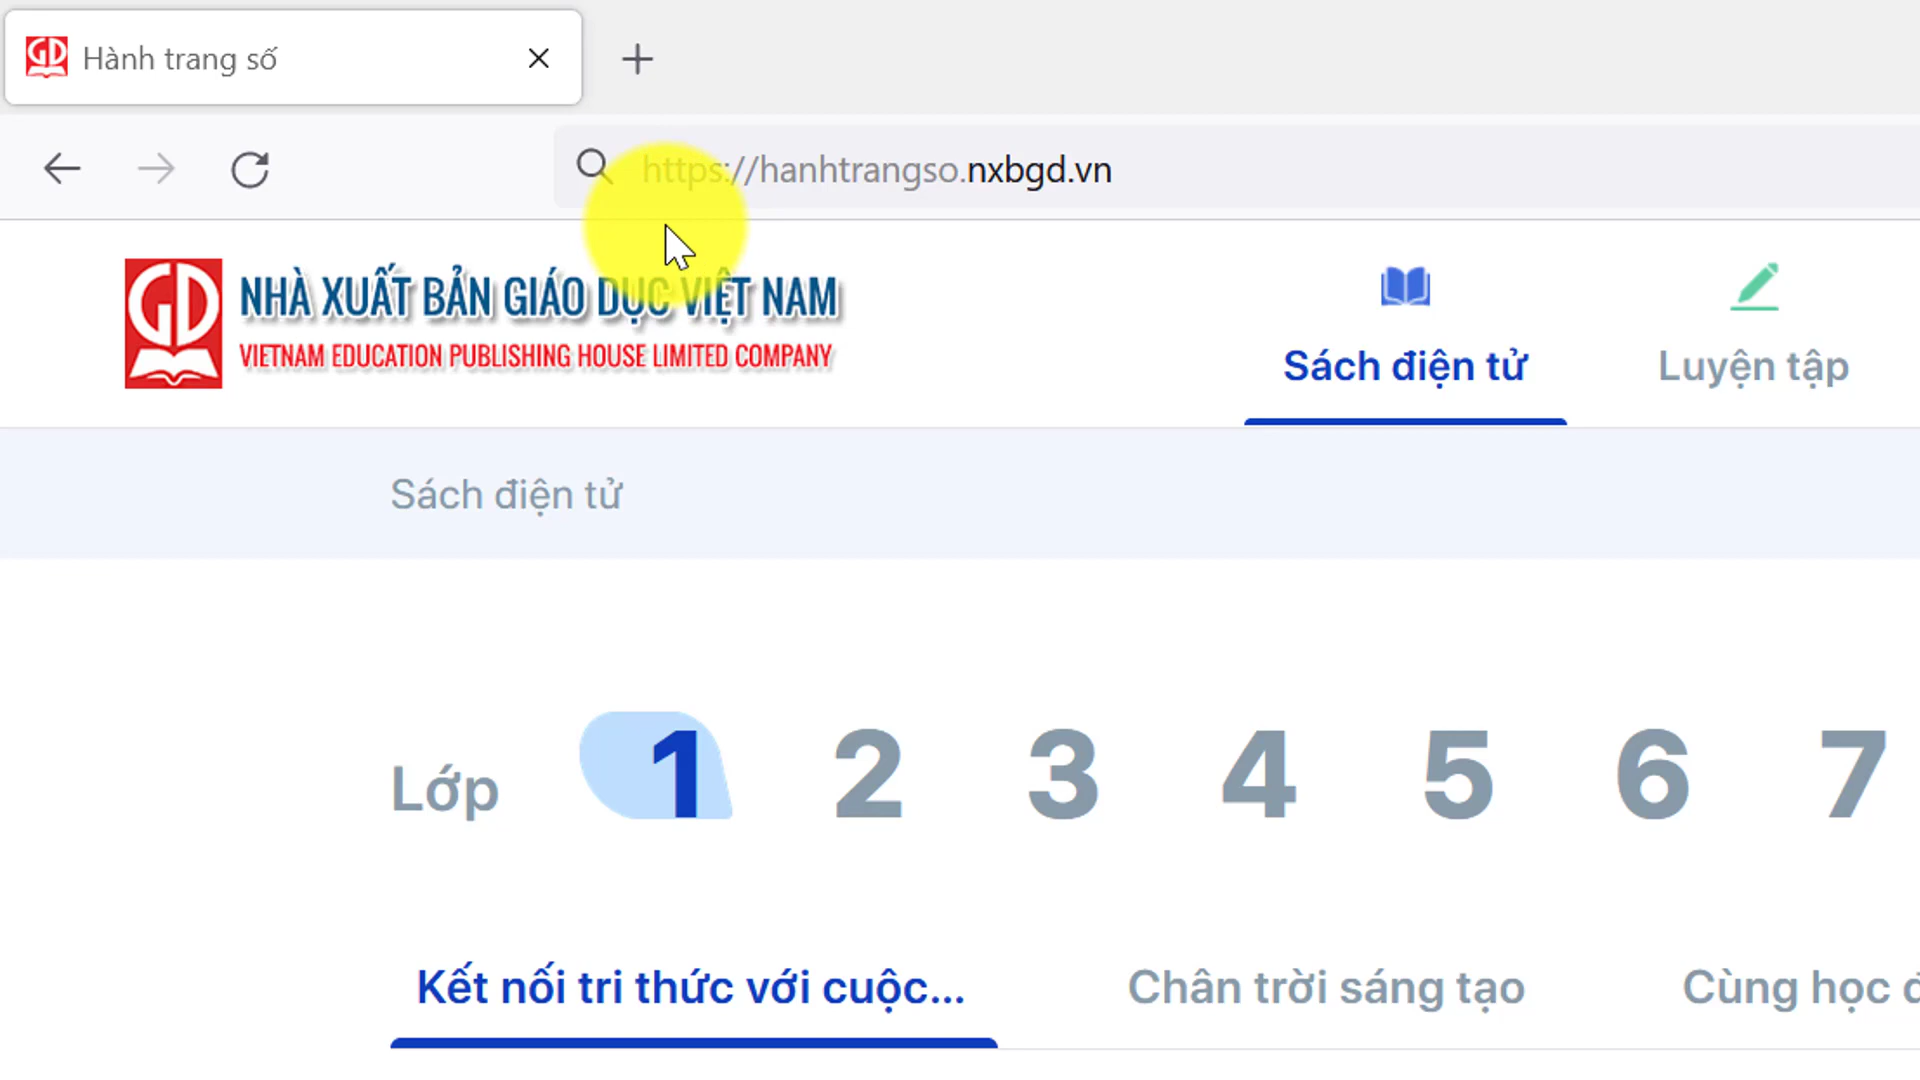 Hành trang số
https://hanhtrangso.nxbgd.vn
GD
NHÀ XUẤT BẢN GIÁO DỤC VIỆT NAM
VIETNAM EDUCATION PUBLISHING HOUSE LIMITED COMPANY
Sách điện tử
Luyện tập
Sách điện tử
Lớp 1 2 3 4 5 6 7
Kết nối tri thức với cuộc...
Chân trời sáng tạo
Cùng học